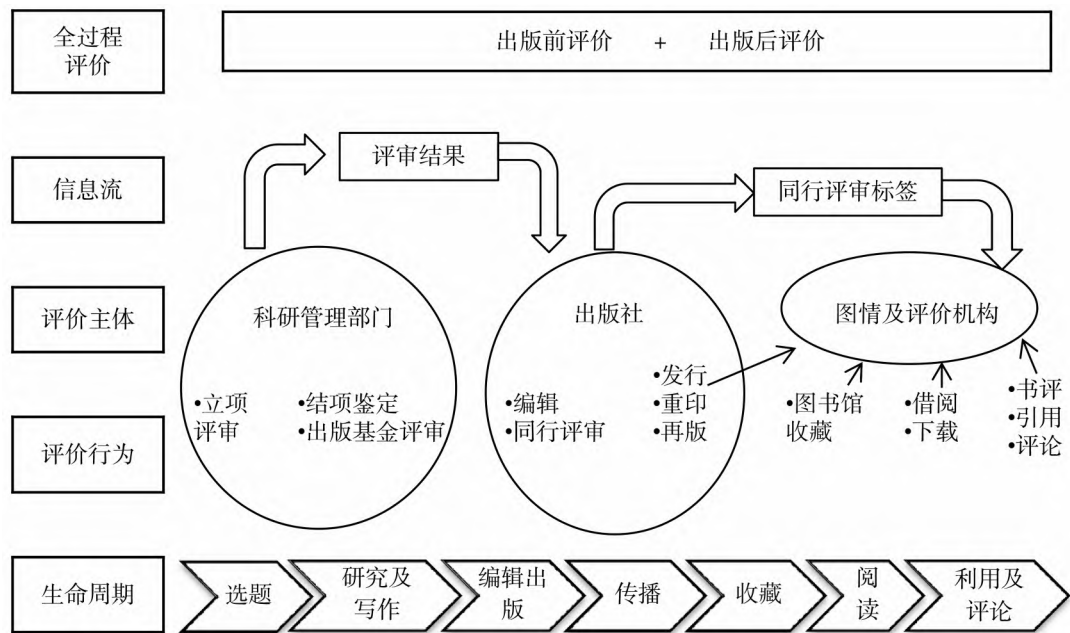 全过程
评价
出版前评价 + 出版后评价
信息流
评审结果
同行评审标签
评价主体
科研管理部门
出版社
图情及评价机构
评价行为
•立项
评审
•结项鉴定
•出版基金评审
•编辑
•同行评审
•发行
•重印
•再版
•图书馆
收藏
•借阅
•下载
•书评
•引用
•评论
生命周期
选题
研究及
写作
编辑出
版
传播
收藏
阅
读
利用及
评论